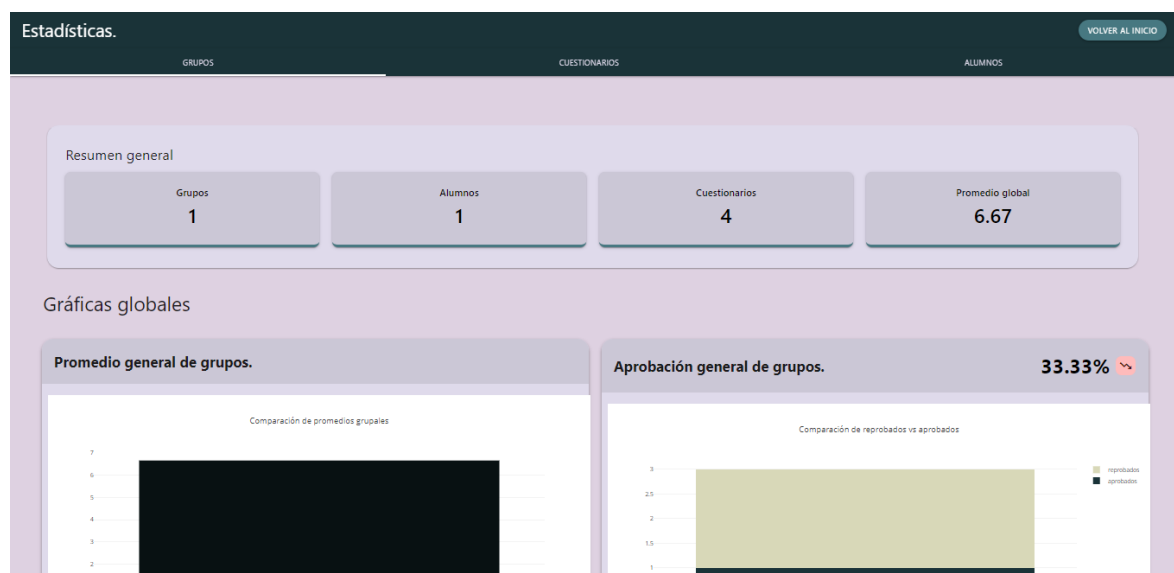 Estadísticas.
VOLVER AL INICIO
GRUPOS
CUESTIONARIOS
ALUMNOS
Resumen general
Grupos
1
Alumnos
1
Cuestionarios
4
Promedio global
6.67
Gráficas globales
Promedio general de grupos.
Comparación de promedios grupales
7
6
5
4
3
2
Aprobación general de grupos.
33.33%
Comparación de reprobados vs aprobados
3
2.5
2
1.5
1
reprobados
aprobados